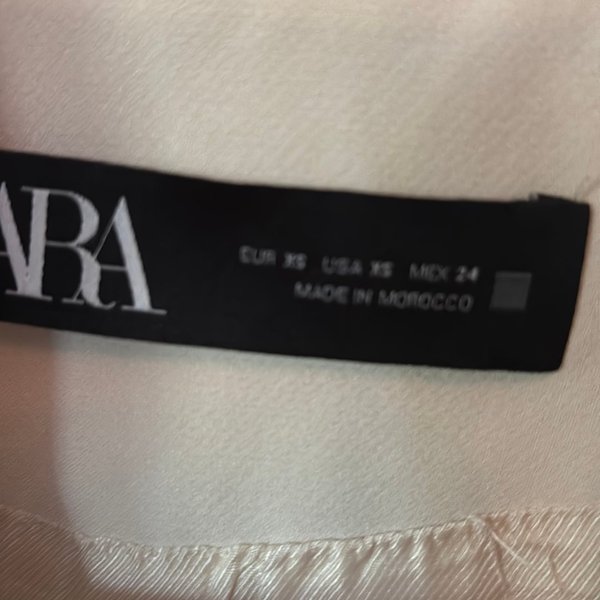 ARA
EUR XS USA XS MEX 24
MADE IN MOROCCO